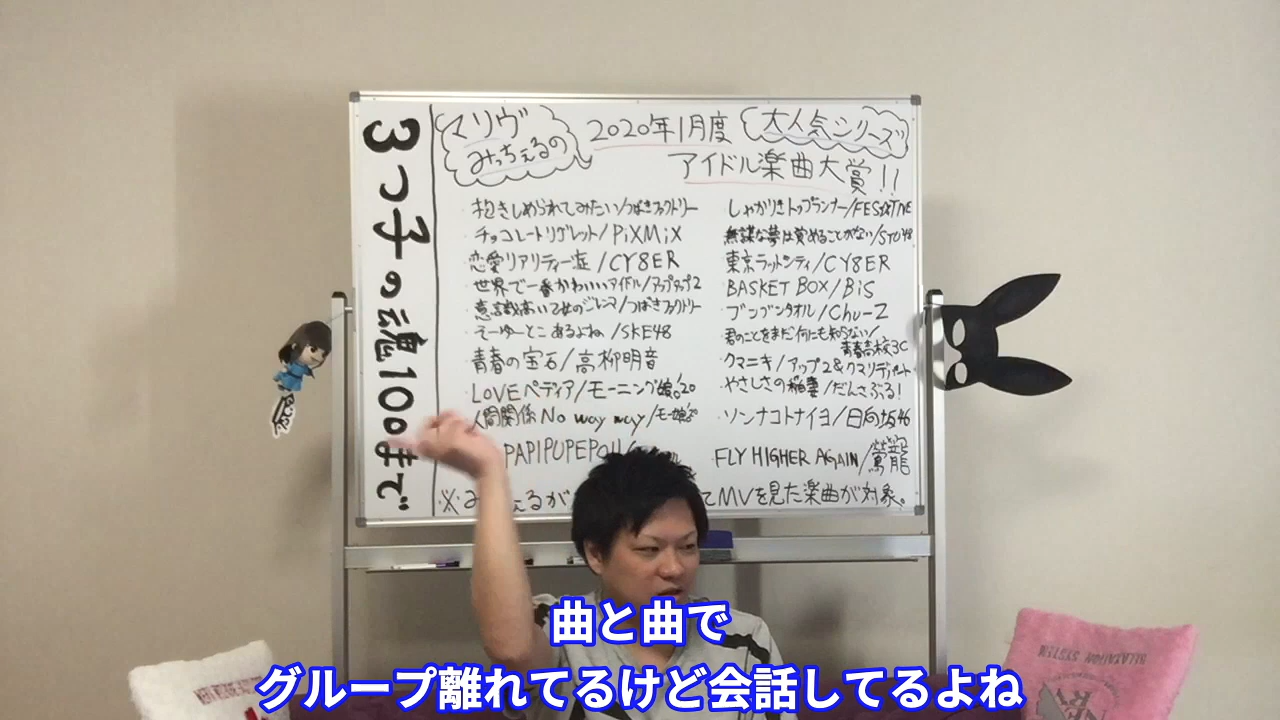 3つ子の魂100まで
マリヴ
みっちぇるの
2020年1月度
大人気シリーズ
アイドル楽曲大賞!!
抱きしめられてみたい/つばきファクトリー
チョコレートリグレット/PiXMiX
恋愛リアリティー症/CY8ER
世界で一番かわいいアイドル/アップアップ2
意識高い乙女のジレンマ/つばきファクトリー
そーゆーとこあるよね/SKE48
青春の宝石/高柳明音
LOVEペディア/モーニング娘。'20
人間関係No way way/モー娘。'20
PAPIPUPEPO!!/
しゃかりきトップランナー/FES☆TIVE
無謀な夢は覚めることがない/STU48
東京ラットシティ/CY8ER
BASKET BOX/BiS
ブンブンタオル/Chu-Z
君のことをまだ何にも知らない/
青春高校3C
クマニキ/アップ2&クマリデパート
やさしさの稲妻/だんさぶる!
ソンナコトナイヨ/日向坂46
FLY HIGHER AGAIN/鶯籠
※みっちぇるが てMVを見た楽曲が対象。
RELAXATION SYSTEM
曲と曲で
グループ離れてるけど会話してるよね